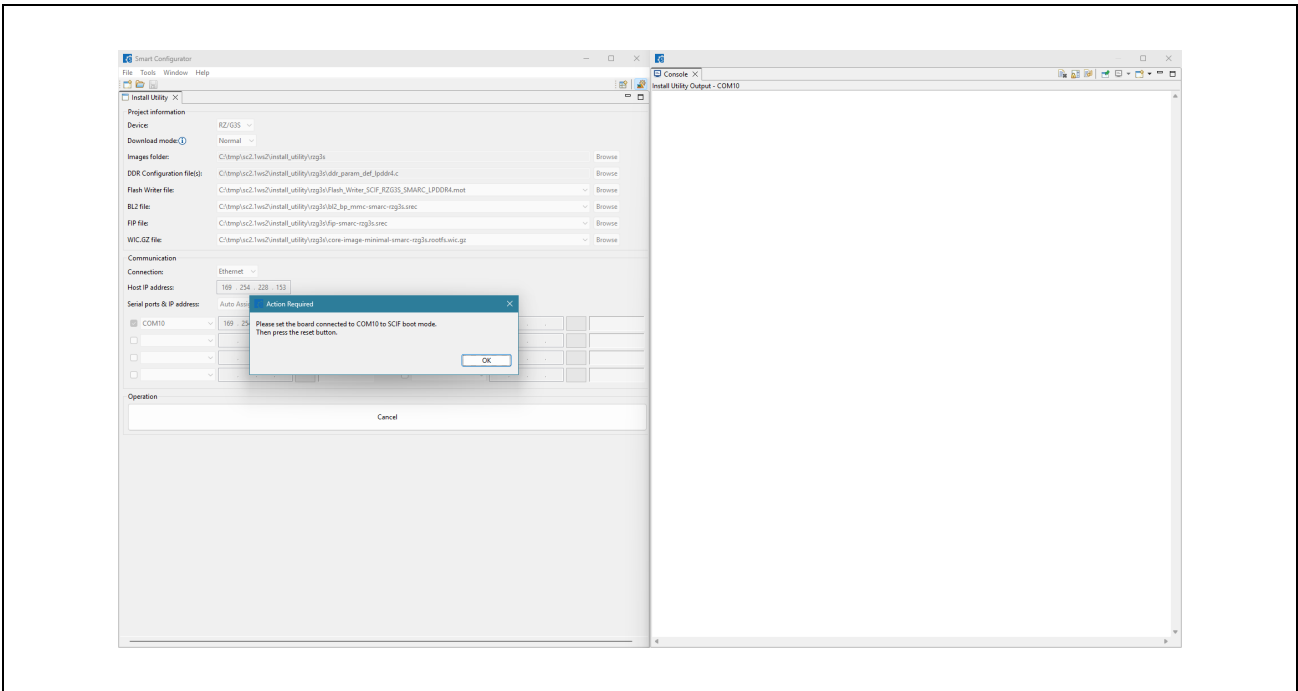 Smart Configurator
File Tools Window Help
Install Utility
Project information
Device: RZ/G3S
Download mode: Normal
Images folder: C:\tmp\sc2.1ws2\install_utility\rzg3s Browse
DDR Configuration file(s): C:\tmp\sc2.1ws2\install_utility\rzg3s\ddr_param_def_lpddr4.c Browse
Flash Writer file: C:\tmp\sc2.1ws2\install_utility\rzg3s\Flash_Writer_SCIF_RZG3S_SMARC_LPDDR4.mot Browse
BL2 file: C:\tmp\sc2.1ws2\install_utility\rzg3s\bl2_bp_mmc-smarc-rzg3s.srec Browse
FIP file: C:\tmp\sc2.1ws2\install_utility\rzg3s\fip-smarc-rzg3s.srec Browse
WIC.GZ file: C:\tmp\sc2.1ws2\install_utility\rzg3s\core-image-minimal-smarc-rzg3s.rootfs.wic.gz Browse
Communication
Connection: Ethernet
Host IP address: 169 . 254 . 228 . 153
Serial ports & IP address: Auto Assi
COM10 169 . 25
Action Required
Please set the board connected to COM10 to SCIF boot mode.
Then press the reset button.
OK
Operation
Cancel
Console
Install Utility Output - COM10